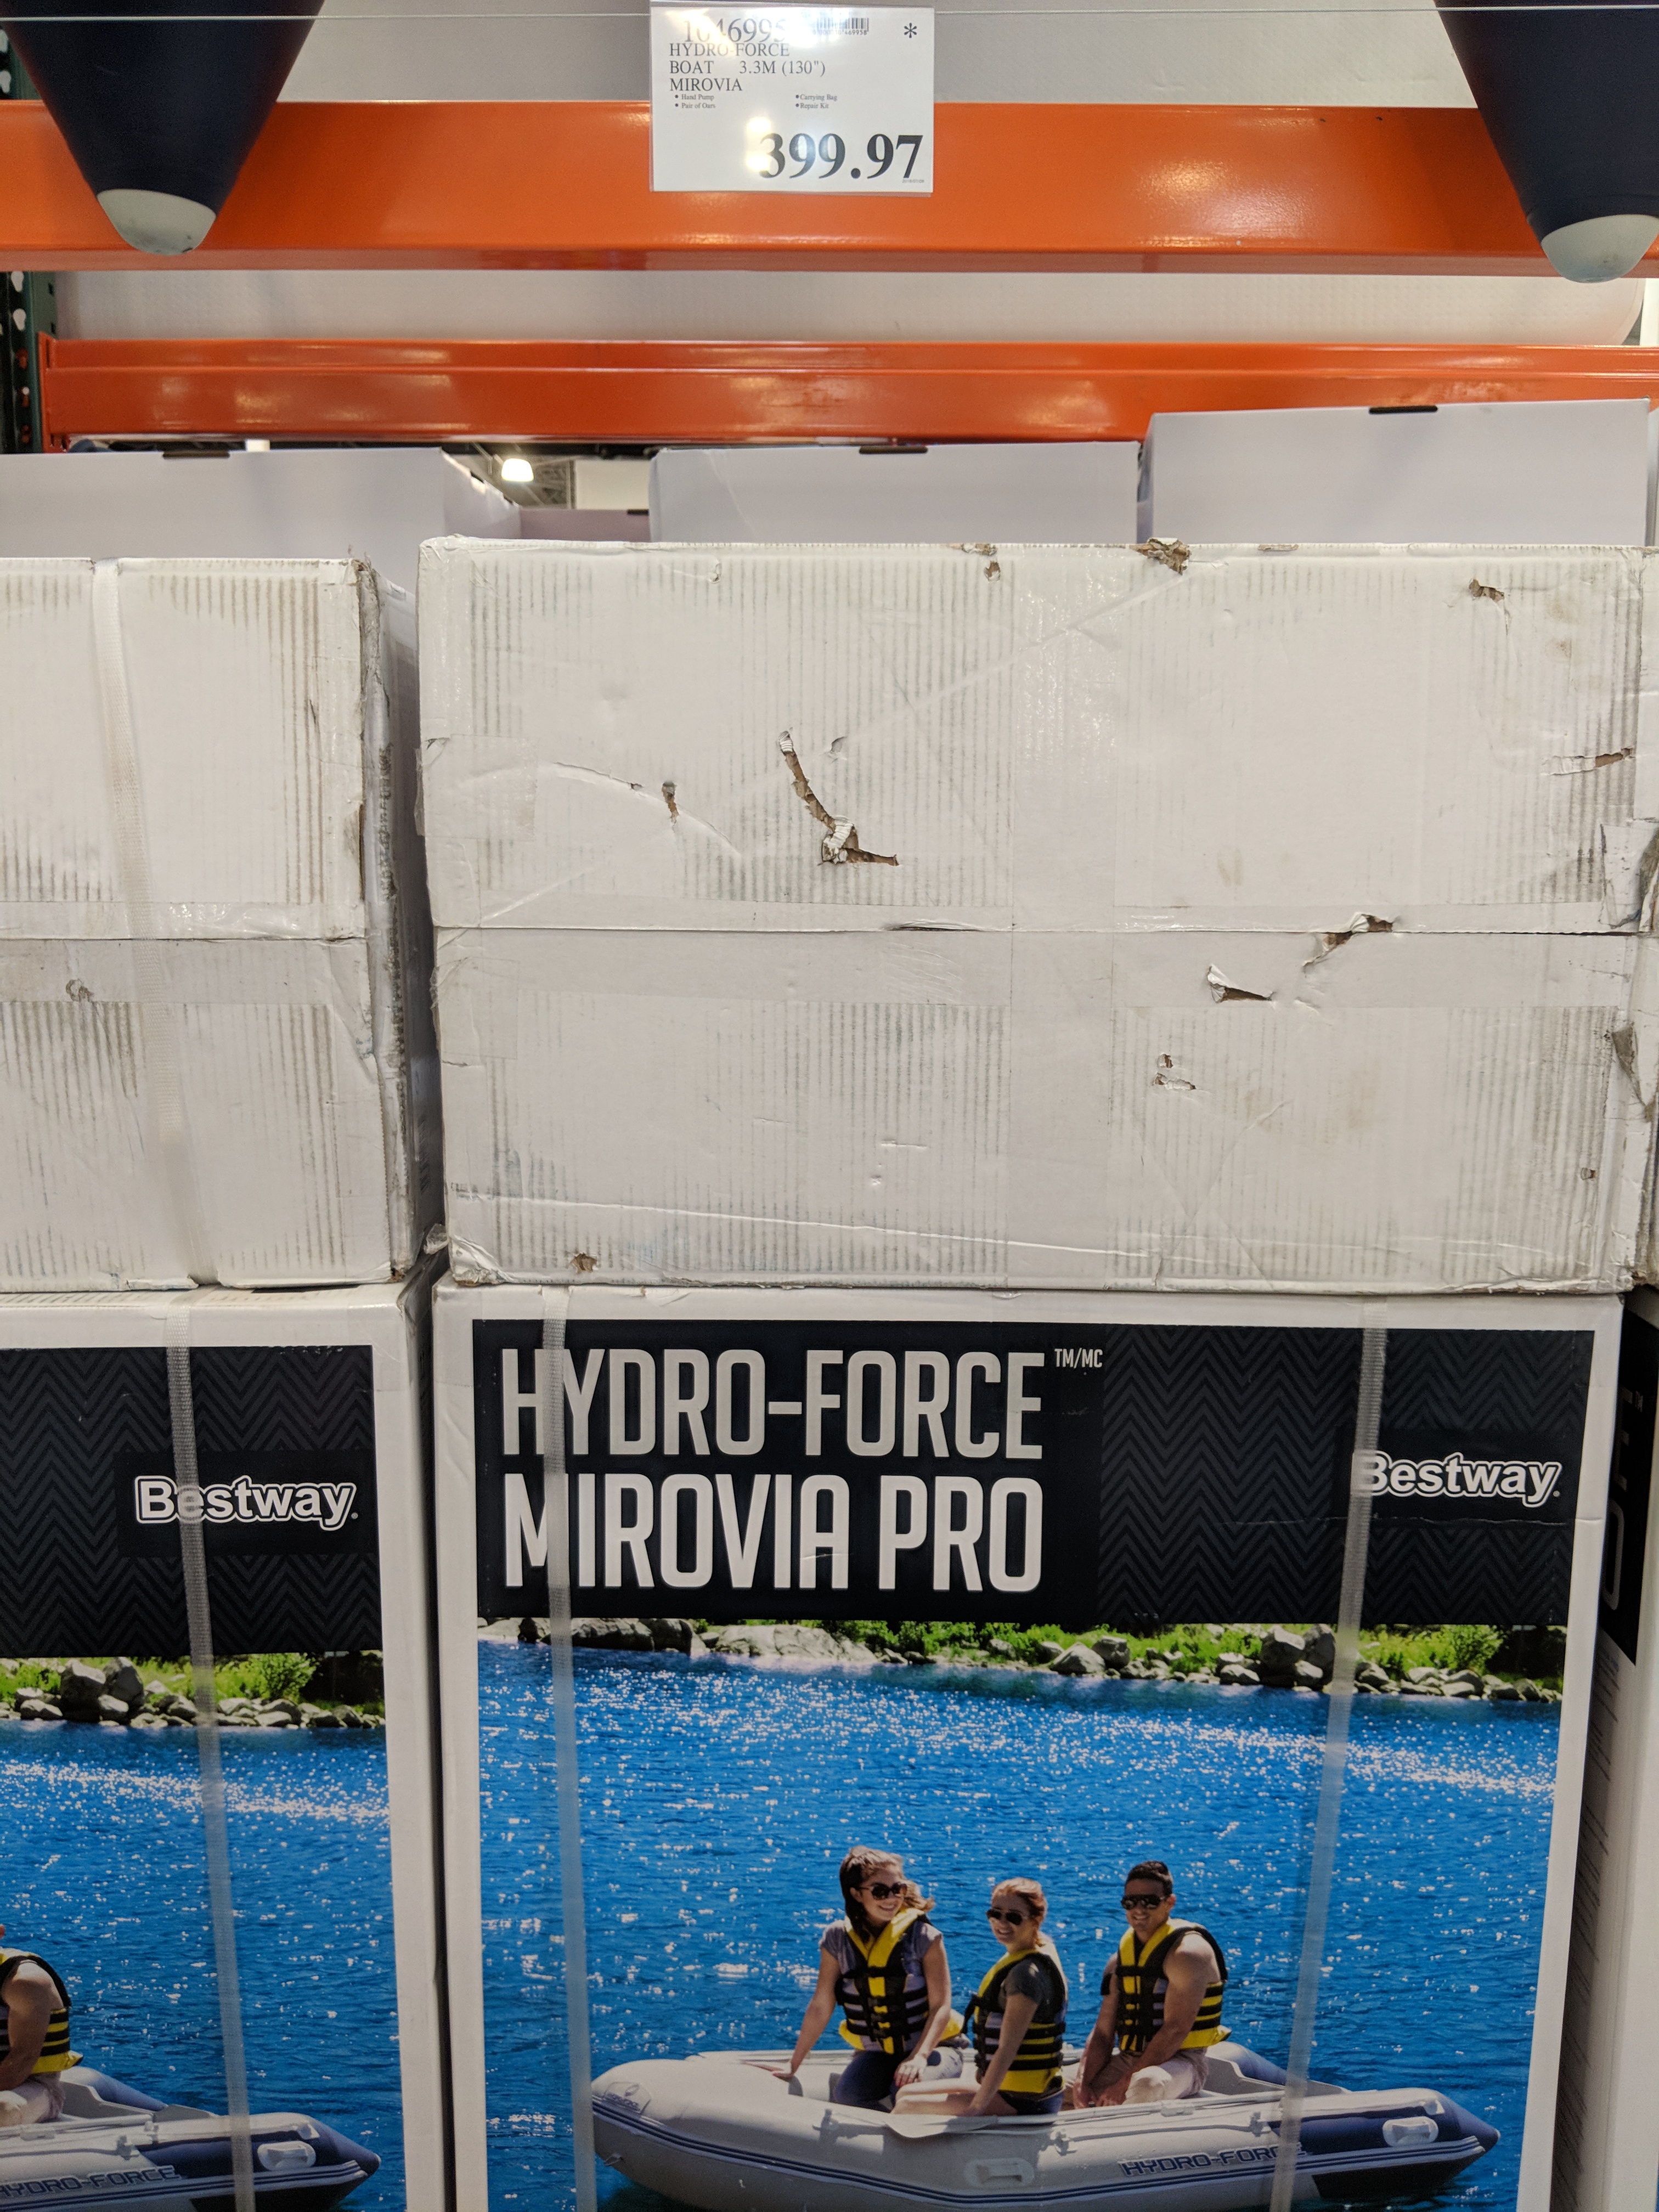 1046995
*
HYDRO-FORCE
BOAT 3.3M (130")
MIROVIA
• Hand Pump
• Carrying Bag
• Pair of Oars
• Repair Kit
399.97
HYDRO-FORCE TM/MC
MIROVIA PRO
Bestway
Bestway
HYDRO-FORCE
HYDRO-FORCE